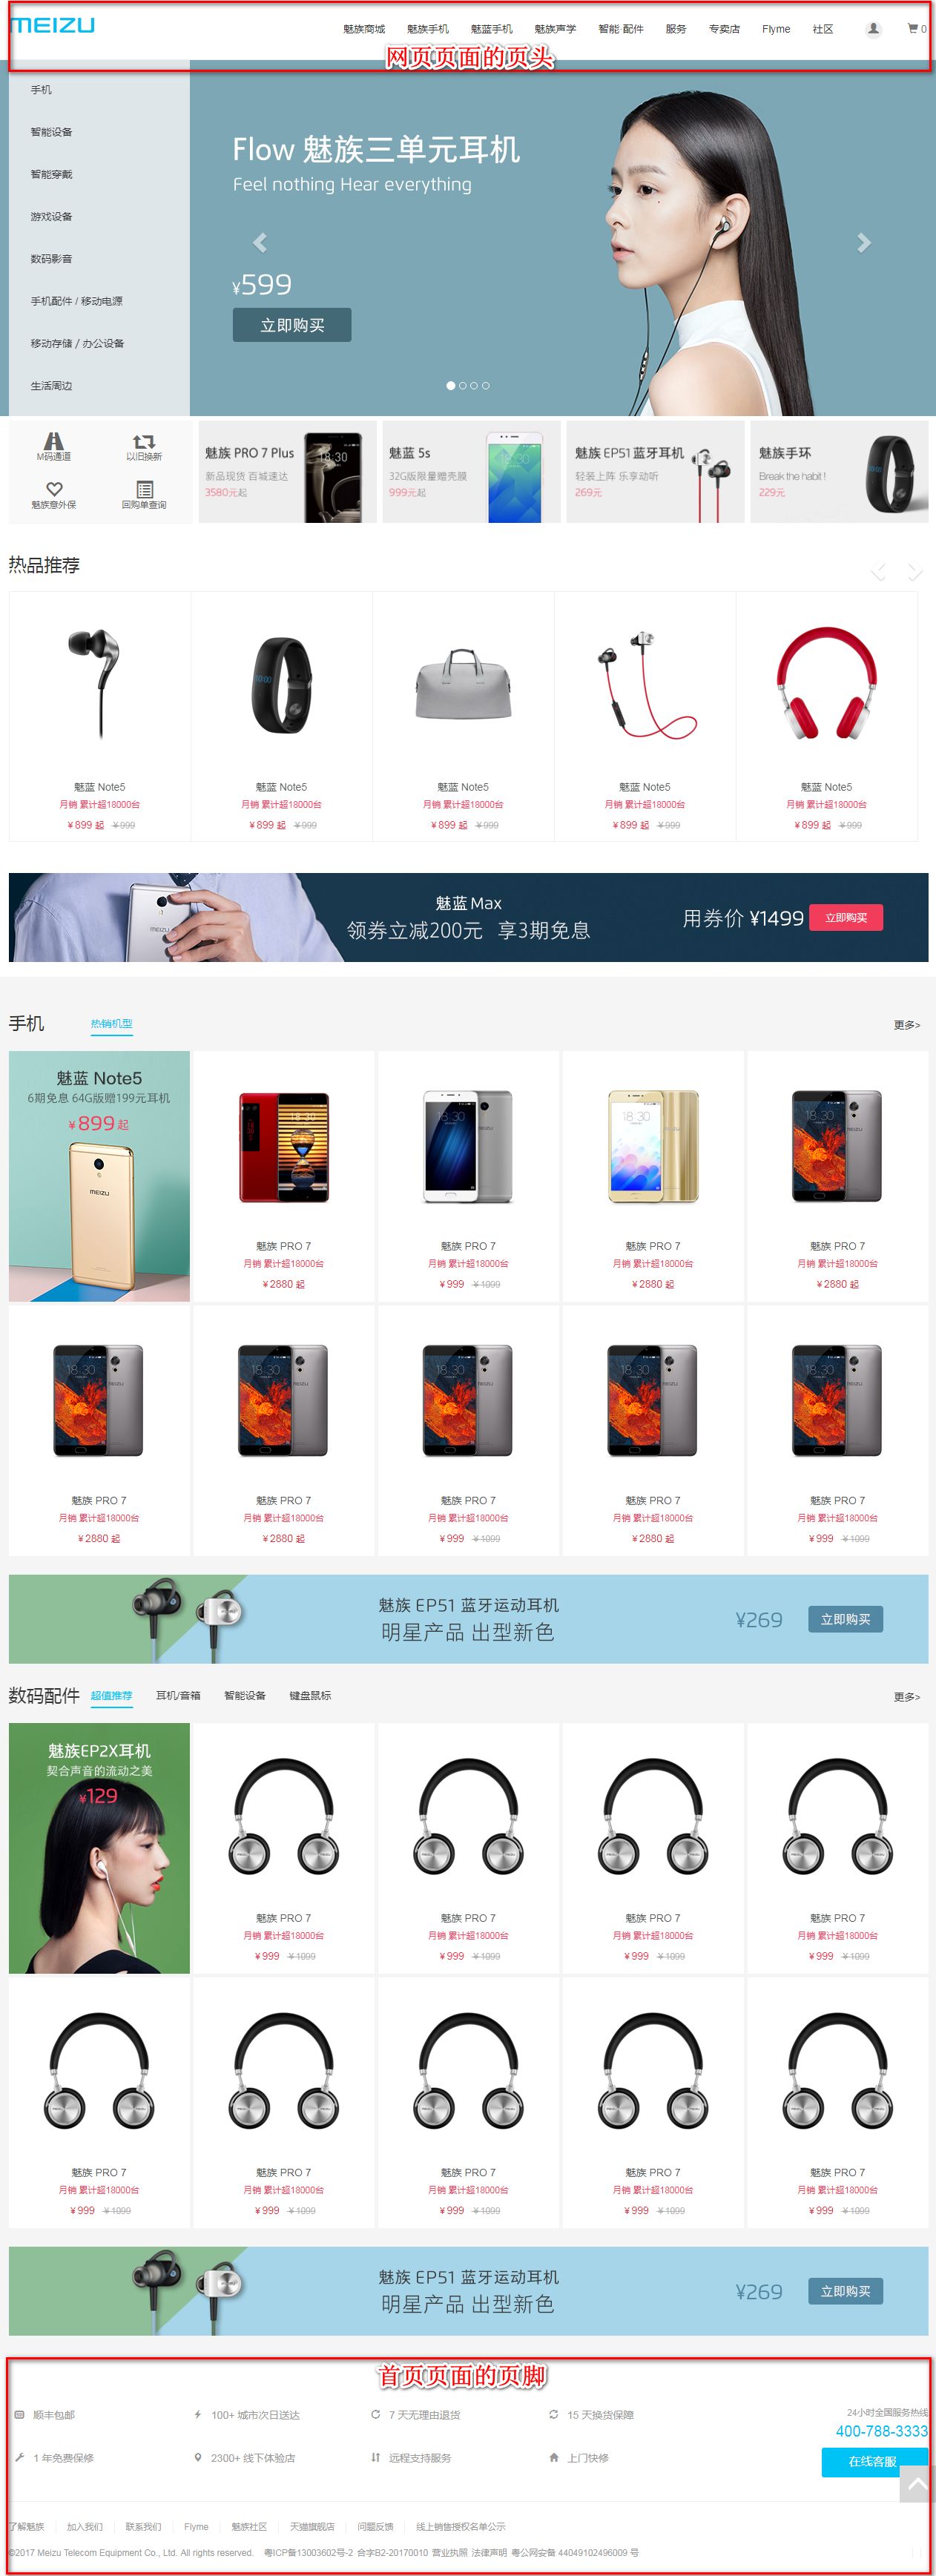 MEIZU
魅族商城 魅族手机 魅蓝手机 魅族声学 智能 配件 服务 专卖店 Flyme 社区 0
网页页面的页头
手机
智能设备
智能穿戴
游戏设备
数码影音
手机配件 / 移动电源
移动存储 / 办公设备
生活周边
Flow 魅族三单元耳机
Feel nothing Hear everything
¥599
立即购买
M码通道 以旧换新
魅族意外保 回购单查询
魅族 PRO 7 Plus
新品现货 百城速达
3580元起
18:30
魅蓝 5s
32G版限量赠壳膜
999元起
魅族 EP51 蓝牙耳机
轻装上阵 乐享动听
269元
魅族手环
Break the habit !
229元
热品推荐
魅蓝 Note5 魅蓝 Note5 魅蓝 Note5 魅蓝 Note5 魅蓝 Note5
月销 累计超18000台 月销 累计超18000台 月销 累计超18000台 月销 累计超18000台 月销 累计超18000台
¥ 899 起 ¥ 999 ¥ 899 起 ¥ 999 ¥ 899 起 ¥ 999 ¥ 899 起 ¥ 999 ¥ 899 起 ¥ 999
MEIZU
魅蓝 Max
领券立减200元 享3期免息
用券价 ¥1499 立即购买
手机 热销机型 更多>
魅蓝 Note5
6期免息 64G版赠199元耳机
¥ 899 起
MEIZU
魅族 PRO 7 魅族 PRO 7 魅族 PRO 7 魅族 PRO 7
月销 累计超18000台 月销 累计超18000台 月销 累计超18000台 月销 累计超18000台
¥ 2880 起 ¥ 999 ¥ 1099 ¥ 2880 起 ¥ 2880 起
魅族 PRO 7 魅族 PRO 7 魅族 PRO 7 魅族 PRO 7 魅族 PRO 7
月销 累计超18000台 月销 累计超18000台 月销 累计超18000台 月销 累计超18000台 月销 累计超18000台
¥ 2880 起 ¥ 2880 起 ¥ 999 ¥ 1099 ¥ 2880 起 ¥ 999 ¥ 1099
魅族 EP51 蓝牙运动耳机
明星产品 出型新色
¥269 立即购买
数码配件 超值推荐 耳机/音箱 智能设备 键盘鼠标 更多>
魅族EP2X耳机
契合声音的流动之美
¥129
魅族 PRO 7 魅族 PRO 7 魅族 PRO 7 魅族 PRO 7
月销 累计超18000台 月销 累计超18000台 月销 累计超18000台 月销 累计超18000台
¥ 999 ¥ 1099 ¥ 999 ¥ 1099 ¥ 999 ¥ 1099 ¥ 999 ¥ 1099
魅族 PRO 7 魅族 PRO 7 魅族 PRO 7 魅族 PRO 7 魅族 PRO 7
月销 累计超18000台 月销 累计超18000台 月销 累计超18000台 月销 累计超18000台 月销 累计超18000台
¥ 999 ¥ 1099 ¥ 999 ¥ 1099 ¥ 999 ¥ 1099 ¥ 999 ¥ 1099 ¥ 999 ¥ 1099
魅族 EP51 蓝牙运动耳机
明星产品 出型新色
¥269 立即购买
首页页面的页脚
顺丰包邮 100+ 城市次日送达 7 天无理由退货 15 天换货保障
1 年免费保修 2300+ 线下体验店 远程支持服务 上门快修
24小时全国服务热线
400-788-3333
在线客服
了解魅族 加入我们 联系我们 Flyme 魅族社区 天猫旗舰店 问题反馈 线上销售授权名单公示
©2017 Meizu Telecom Equipment Co., Ltd. All rights reserved. 粤ICP备13003602号-2 合字B2-20170010 营业执照 法律声明 粤公网安备 44049102496009 号